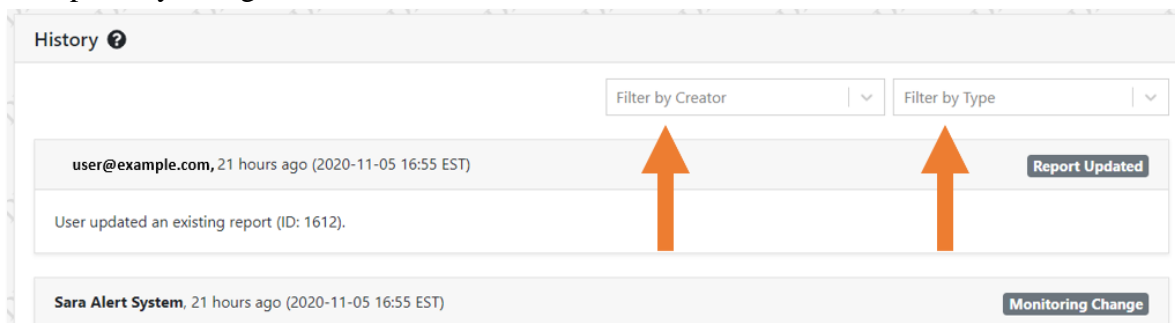 History
Filter by Creator
Filter by Type
user@example.com, 21 hours ago (2020-11-05 16:55 EST)
Report Updated
User updated an existing report (ID: 1612).
Sara Alert System, 21 hours ago (2020-11-05 16:55 EST)
Monitoring Change